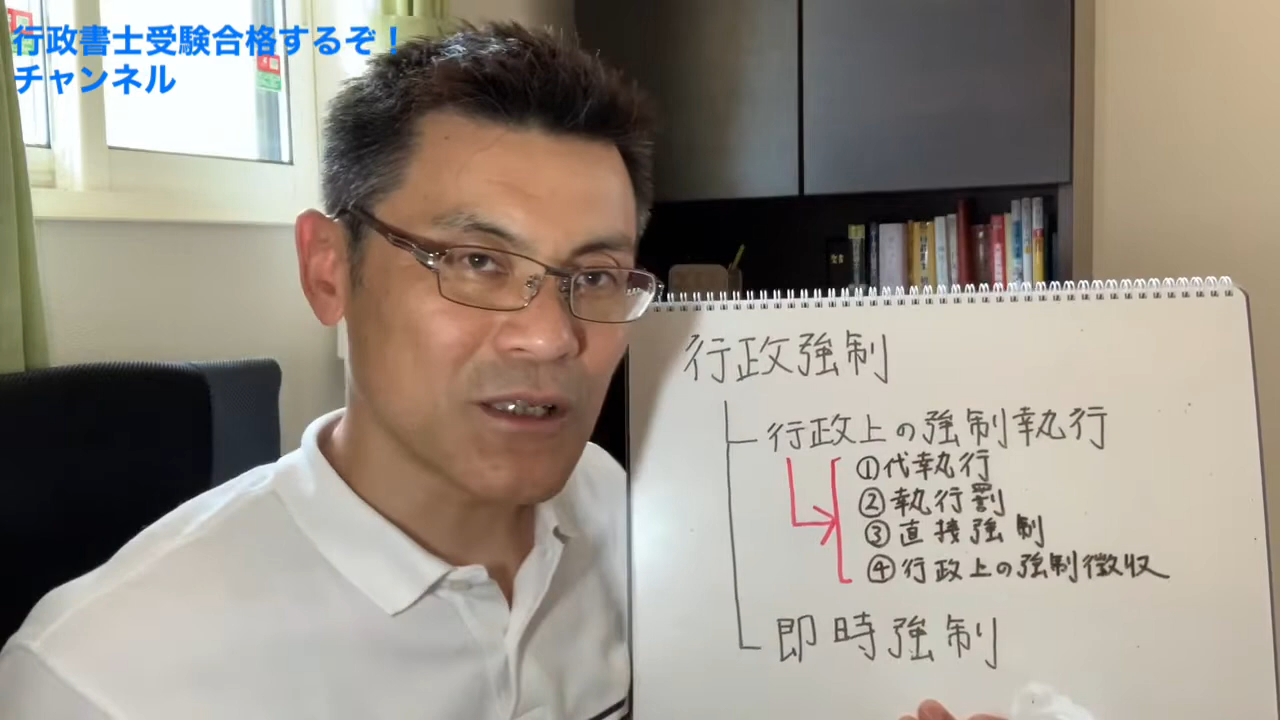 行政書士受験合格するぞ！
チャンネル
行政強制
行政上の強制執行
①代執行
②執行罰
③直接強制
④行政上の強制徴収
即時強制